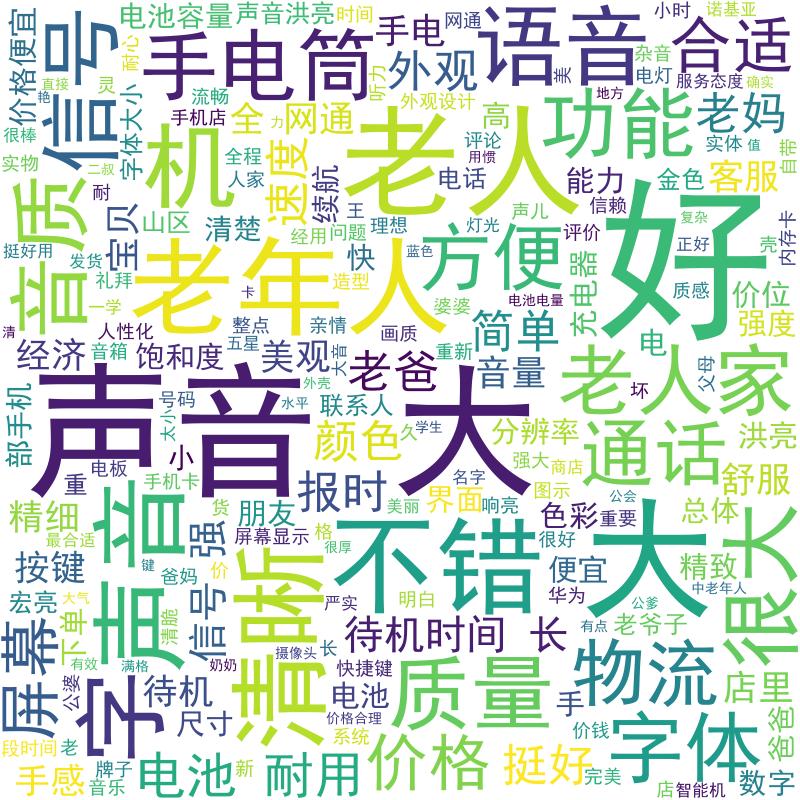 电池容量
声音洪亮
时间
网通
小时
诺基亚
价格便宜
信号
耐心
直接
手电筒
手电
外观
语音
杂音
美
电灯
合适
艳
灵
流畅
听力
外观设计
服务态度
确实
很棒
字体大小
手机店
机
全
网通
老人
高
评论
功能
地方
老妈
实物
二叔
力
用惯
实体
值
自带
音质
耐
全程
人家
速度
续航
电话
能力
金色
客服
宝贝
上区
清楚
王
理想
声儿
信赖
好
复杂
经用
问题
灯光
评价
正好
内存卡
挺好用
发货
礼拜
老年人
快
蓝色
方便
充电器
壳
造型
质感
价位
一学
卡
婆婆
电池电量
清
人性化
整点
亲情
画质
简单
电
强度
经济
音箱
饱和度
五星
美观
大音
老爸
重新
音量
老人家
父母
外壳
水平
坏
部手机
声音 大
太小
号码
联系人
小
颜色
久
学生
分辨率
通话
洪亮
重
电板
手机卡
强大
商店
名字
舒服
货
报时
美丽
界面
图示
响亮
公会
精细
声音
强
朋友
格
色彩
重要
总体
最合适
屏幕显示
很厚
不错
很好
大
很大
键
爸妈
价
清晰
便宜
精致
按键
信号
严实
明白
华为
公爹
中老年人
宏亮
大气
下单
清脆
待机时间 长
有点
老爷子
屏幕
有效
满格
奶奶
摄像头
长
快捷键
质量
物流
店里
字
公婆
待机
电池
手
尺寸
价格合理
价钱
字体
爸爸
段时间
老
系统
价格
手感
牌子
音乐
电池
新
耐用
挺好
完美
店
智能机
数字